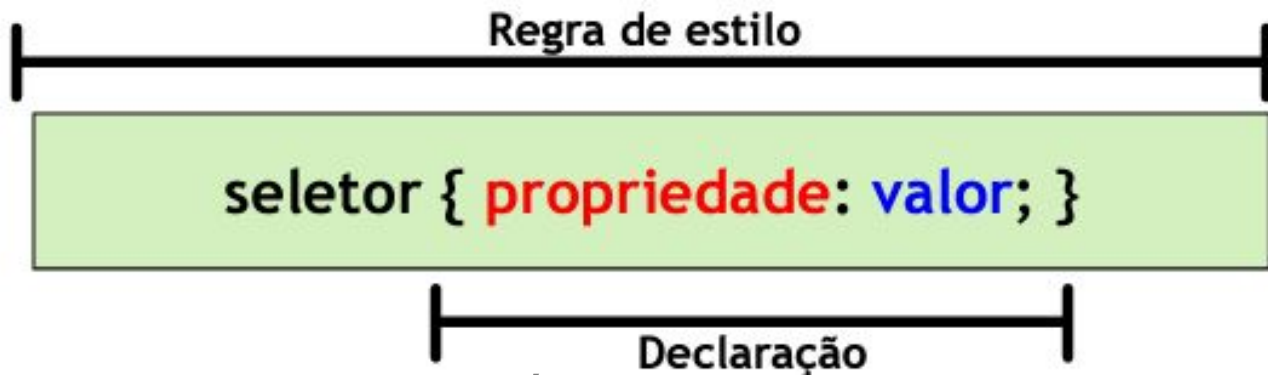 Regra de estilo
seletor { propriedade: valor; }
Declaração